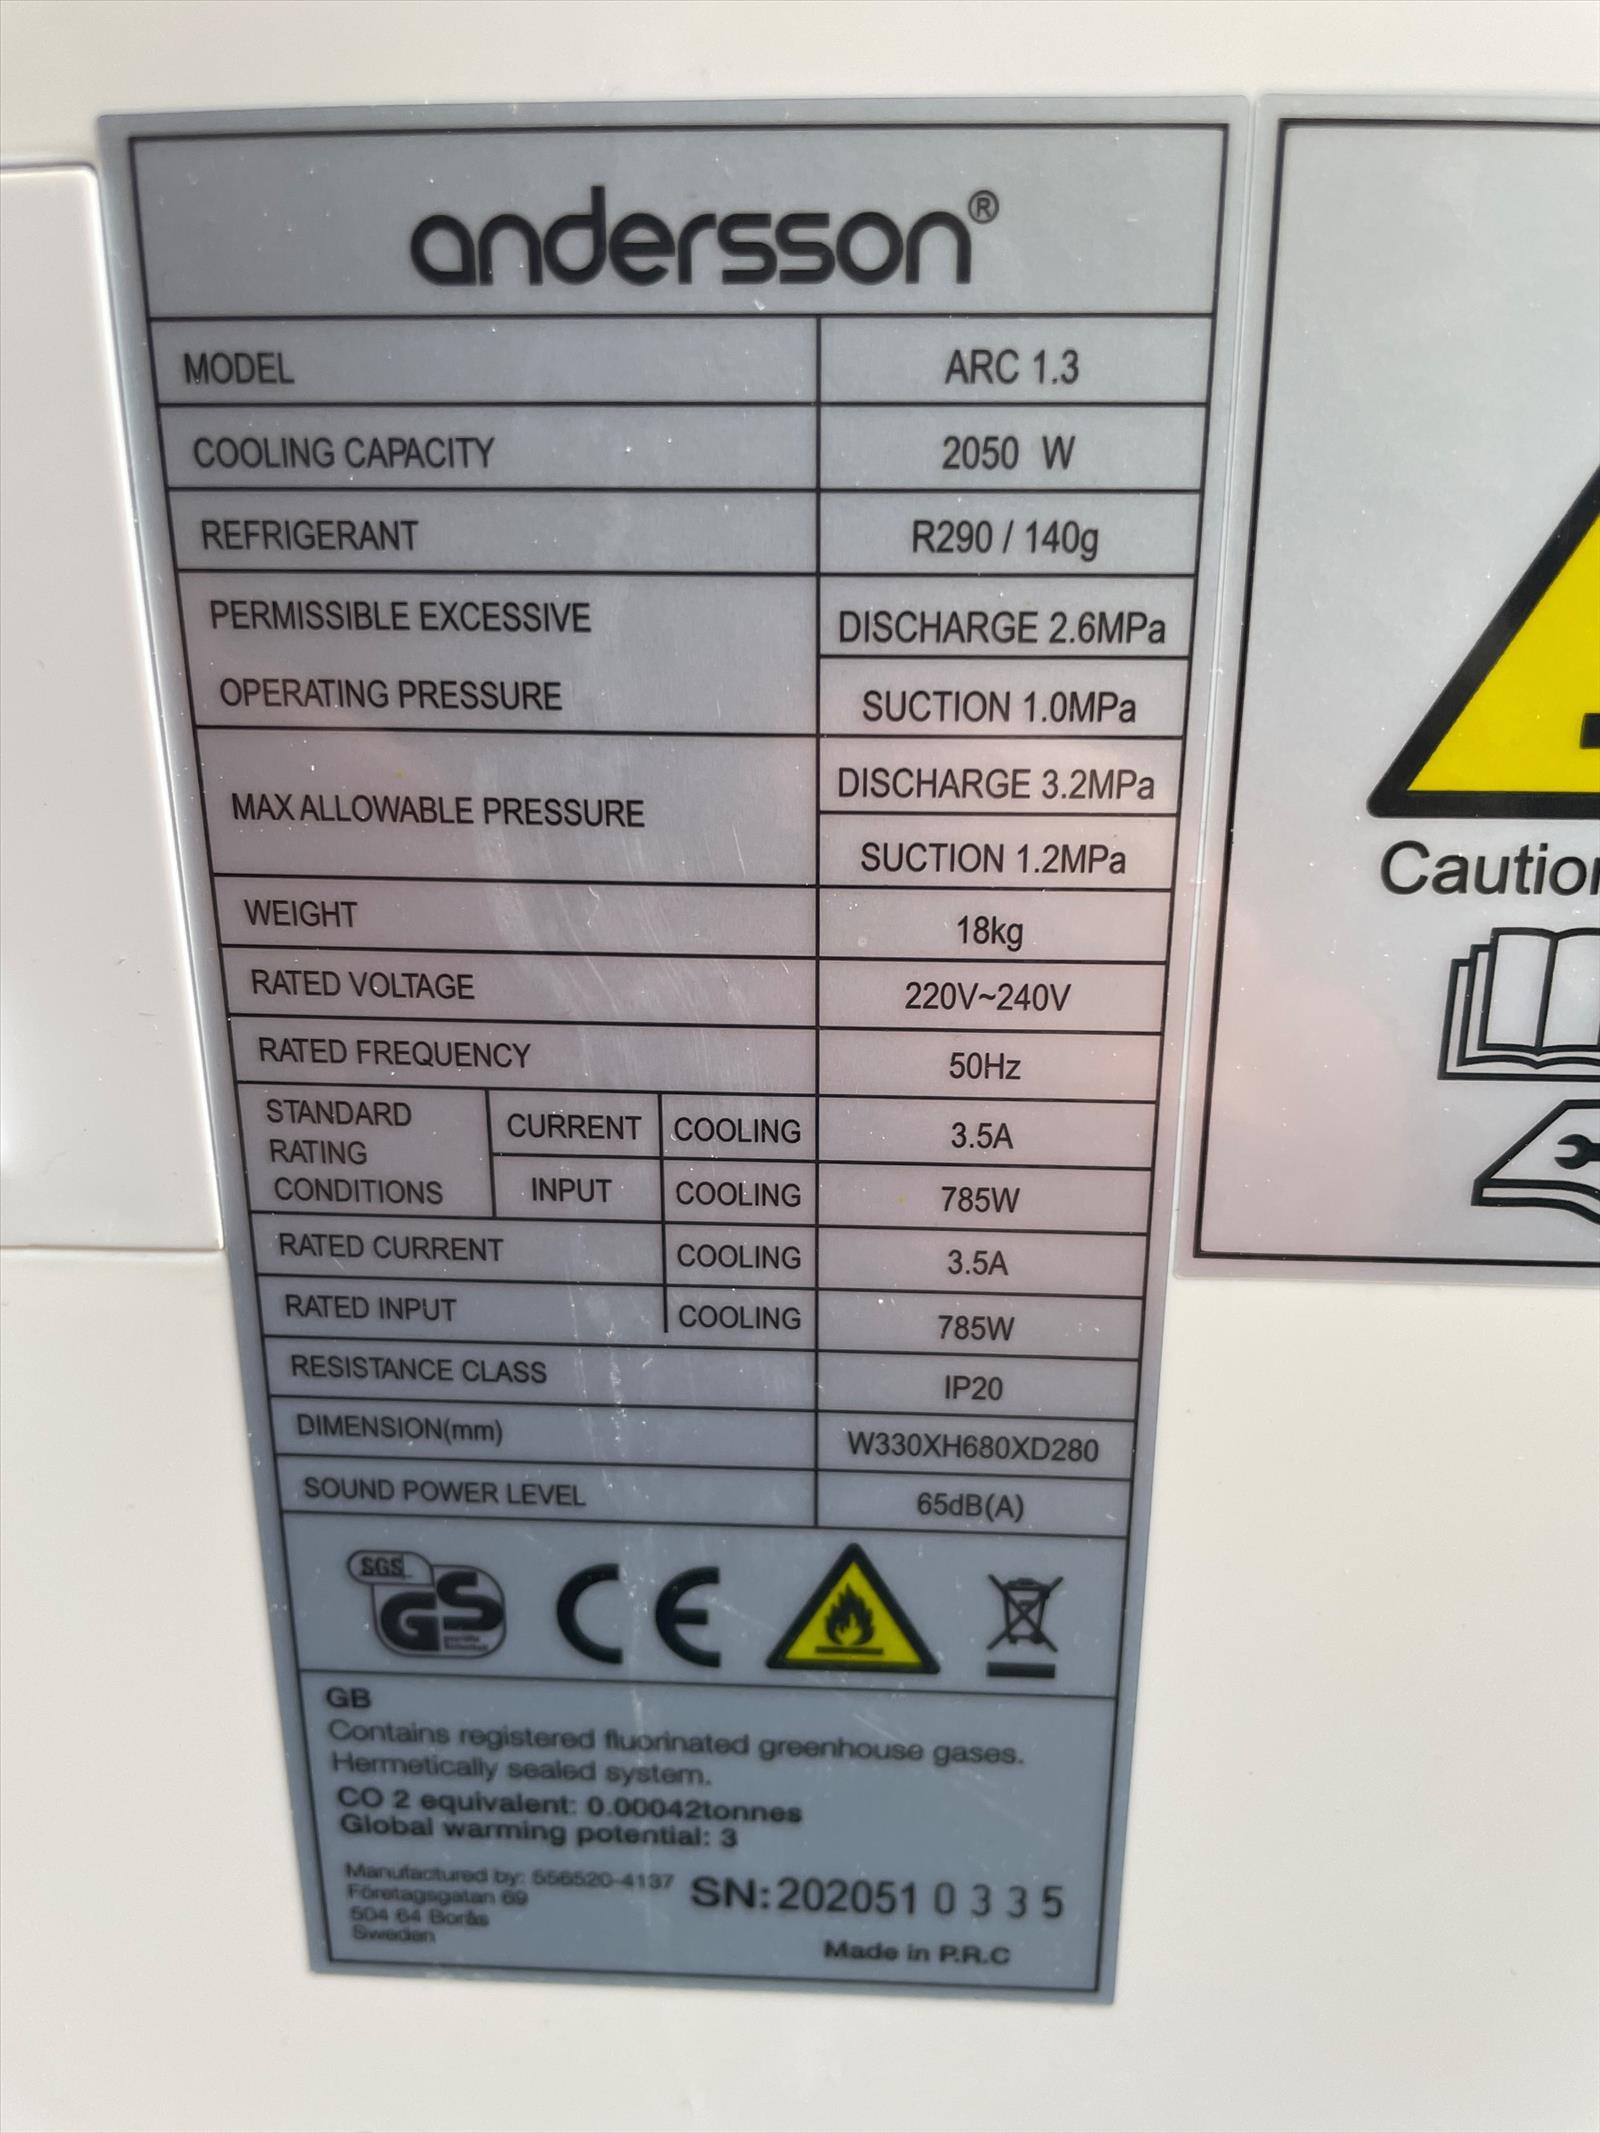 andersson®
MODEL ARC 1.3
COOLING CAPACITY 2050 W
REFRIGERANT R290 / 140g
PERMISSIBLE EXCESSIVE
OPERATING PRESSURE
DISCHARGE 2.6MPa
SUCTION 1.0MPa
MAX ALLOWABLE PRESSURE
DISCHARGE 3.2MPa
SUCTION 1.2MPa
WEIGHT 18kg
RATED VOLTAGE 220V~240V
RATED FREQUENCY 50Hz
STANDARD
RATING
CONDITIONS
CURRENT COOLING 3.5A
INPUT COOLING 785W
RATED CURRENT COOLING 3.5A
RATED INPUT COOLING 785W
RESISTANCE CLASS IP20
DIMENSION(mm) W330XH680XD280
SOUND POWER LEVEL 65dB(A)
SGS
GS
CE
GB
Contains registered fluorinated greenhouse gases.
Hermetically sealed system.
CO 2 equivalent: 0.00042tonnes
Global warming potential: 3
Manufactured by: 556520-4137
Företagsgatan 69
504 64 Borås
Sweden
SN:202051 0 3 3 5
Made in P.R.C
Caution